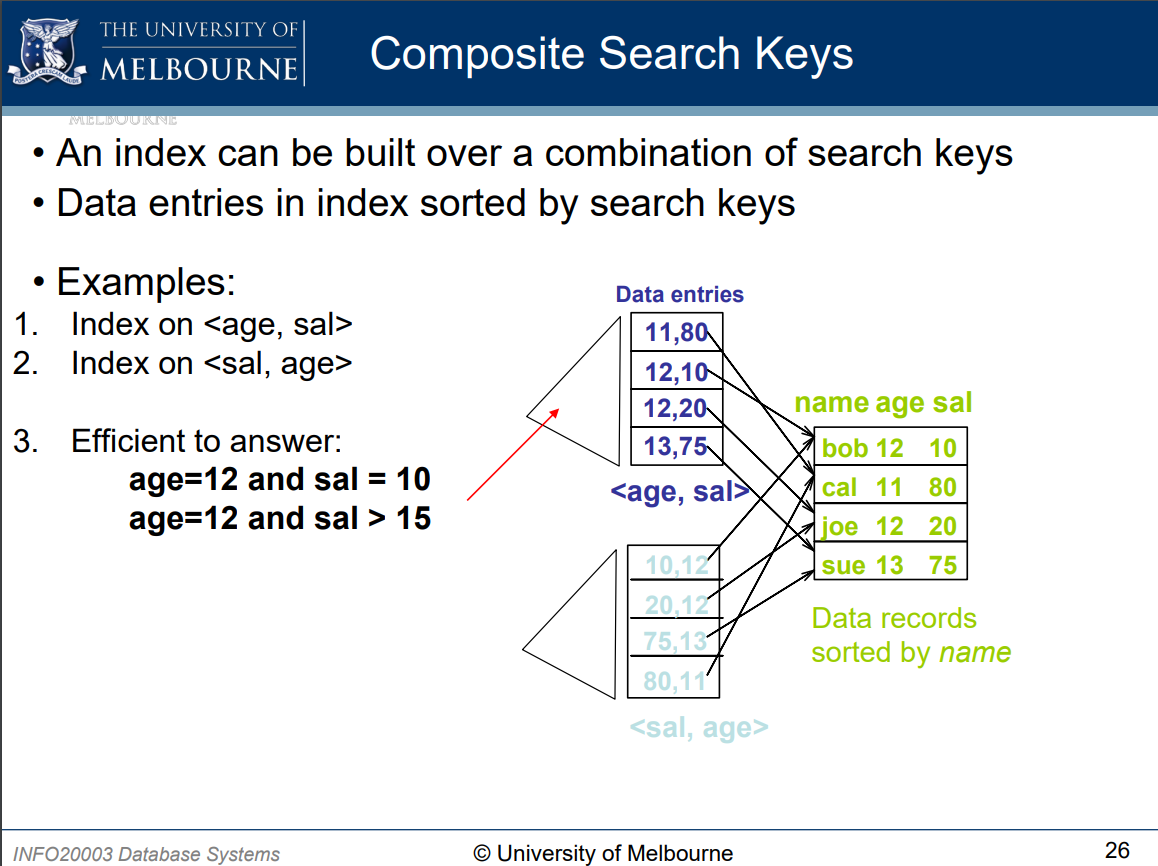 THE UNIVERSITY OF
MELBOURNE
Composite Search Keys
MELBOURNE
• An index can be built over a combination of search keys
• Data entries in index sorted by search keys
• Examples:
1. Index on <age, sal>
2. Index on <sal, age>
3. Efficient to answer:
age=12 and sal = 10
age=12 and sal > 15
Data entries
11,80
12,10
12,20
13,75
<age, sal>
10,12
20,12
75,13
80,11
<sal, age>
name age sal
bob 12 10
cal 11 80
joe 12 20
sue 13 75
Data records
sorted by name
INFO20003 Database Systems
© University of Melbourne
26